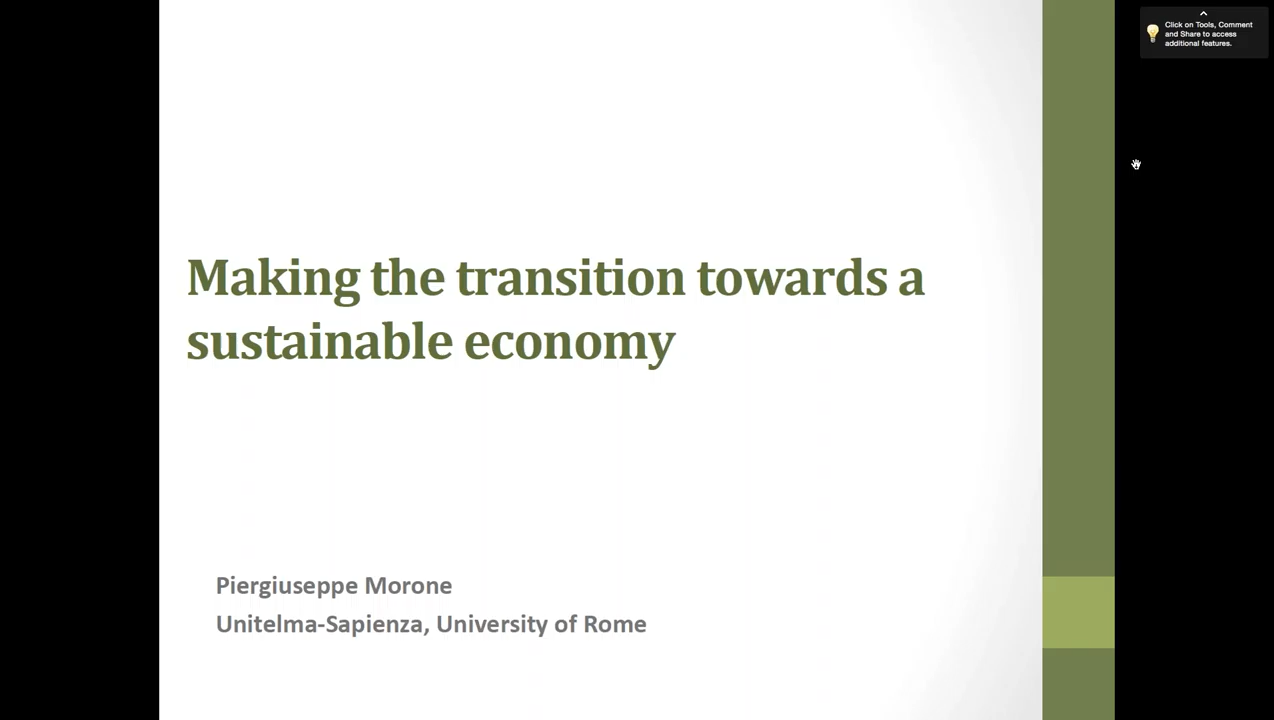 Click on Tools, Comment
and Share to access
additional features.
Making the transition towards a
sustainable economy
Piergiuseppe Morone
Unitelma-Sapienza, University of Rome